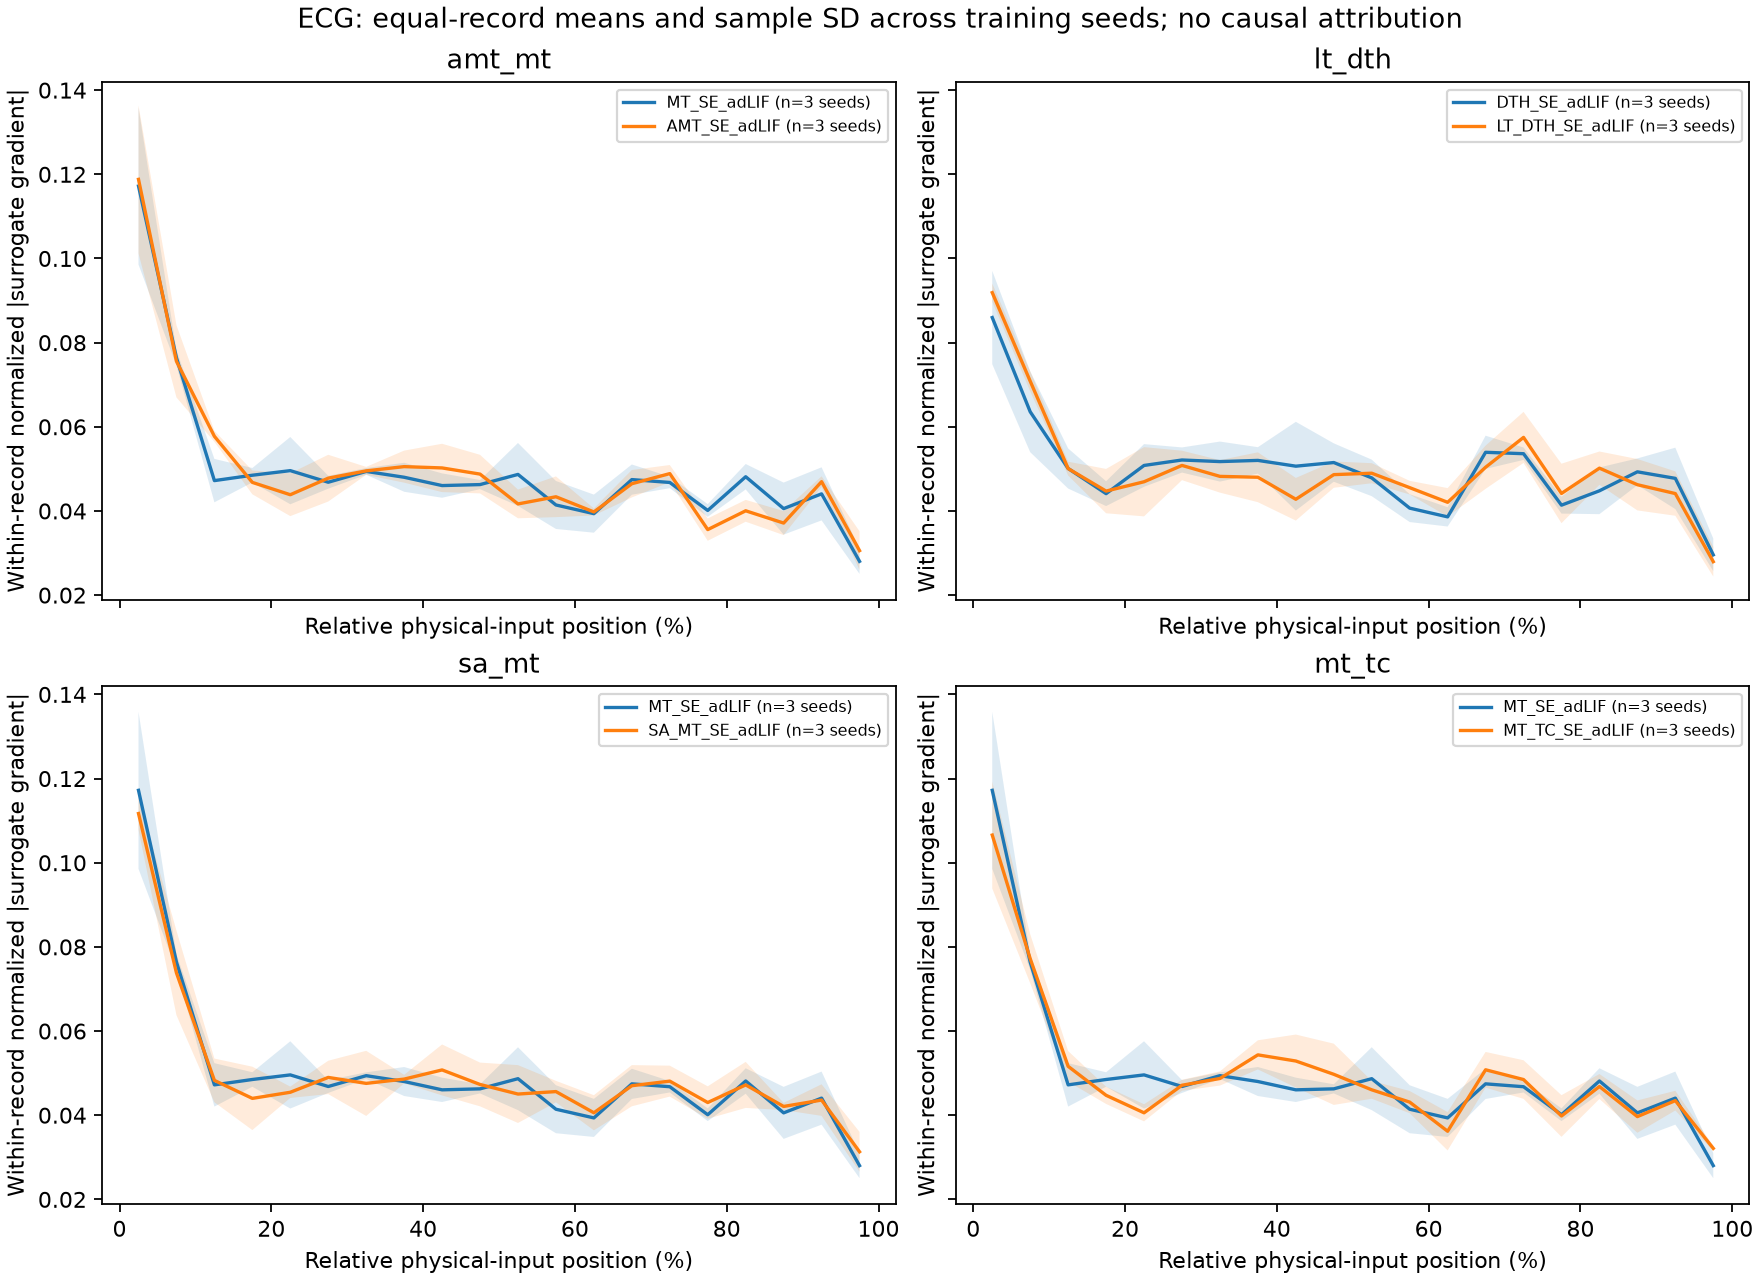 ECG: equal-record means and sample SD across training seeds; no causal attribution
amt_mt
MT_SE_adLIF (n=3 seeds)
AMT_SE_adLIF (n=3 seeds)
Within-record normalized |surrogate gradient|
0.14
0.12
0.10
0.08
0.06
0.04
0.02
Relative physical-input position (%)
lt_dth
DTH_SE_adLIF (n=3 seeds)
LT_DTH_SE_adLIF (n=3 seeds)
Within-record normalized |surrogate gradient|
Relative physical-input position (%)
sa_mt
MT_SE_adLIF (n=3 seeds)
SA_MT_SE_adLIF (n=3 seeds)
Within-record normalized |surrogate gradient|
0.14
0.12
0.10
0.08
0.06
0.04
0.02
0 20 40 60 80 100
Relative physical-input position (%)
mt_tc
MT_SE_adLIF (n=3 seeds)
MT_TC_SE_adLIF (n=3 seeds)
Within-record normalized |surrogate gradient|
0 20 40 60 80 100
Relative physical-input position (%)